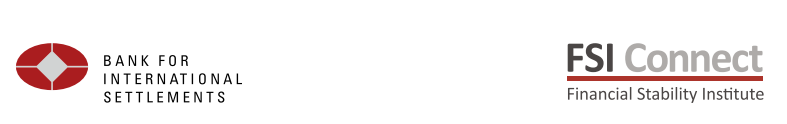 BANK FOR
INTERNATIONAL
SETTLEMENTS
FSI Connect
Financial Stability Institute